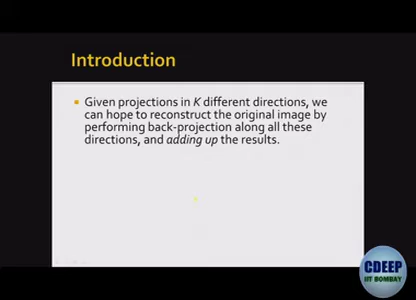 Introduction
Given projections in K different directions, we
can hope to reconstruct the original image by
performing back-projection along all these
directions, and adding up the results.
CDEEP
IIT BOMBAY